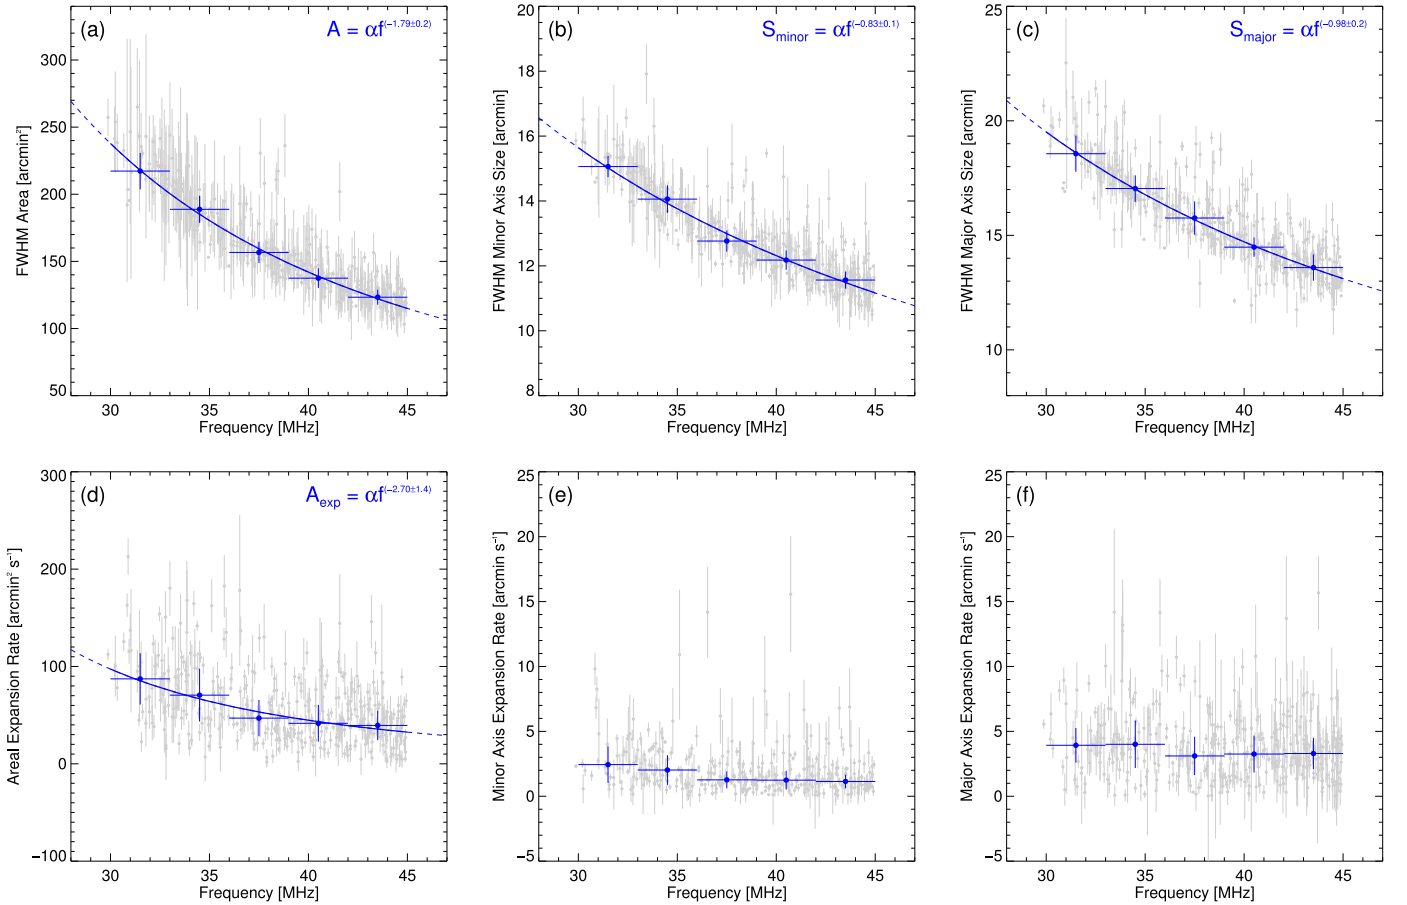 (a)
A = αf^(−1.79±0.2)
300
250
200
150
100
50
FWHM Area [arcmin²]
30 35 40 45
Frequency [MHz]
(b)
S_minor = αf^(−0.83±0.1)
20
18
16
14
12
10
8
FWHM Minor Axis Size [arcmin]
30 35 40 45
Frequency [MHz]
(c)
S_major = αf^(−0.98±0.2)
25
20
15
10
FWHM Major Axis Size [arcmin]
30 35 40 45
Frequency [MHz]
(d)
A_exp = αf^(−2.70±1.4)
300
200
100
0
−100
Areal Expansion Rate [arcmin² s⁻¹]
30 35 40 45
Frequency [MHz]
(e)
25
20
15
10
5
0
−5
Minor Axis Expansion Rate [arcmin s⁻¹]
30 35 40 45
Frequency [MHz]
(f)
25
20
15
10
5
0
−5
Major Axis Expansion Rate [arcmin s⁻¹]
30 35 40 45
Frequency [MHz]